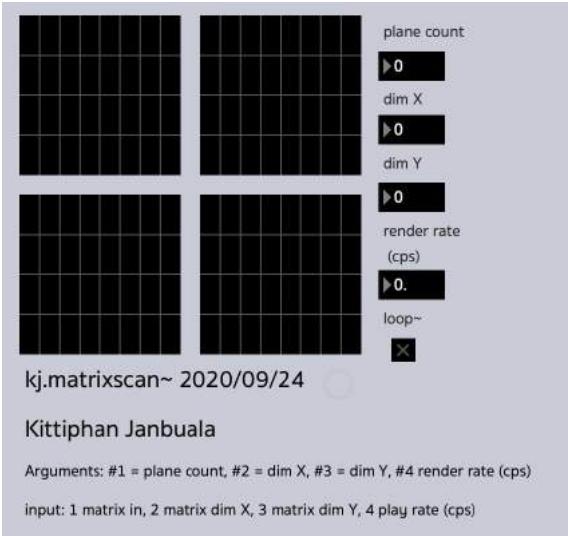 plane count
0
dim X
0
dim Y
0
render rate
(cps)
0.
loop~
kj.matrixscan~ 2020/09/24
Kittiphan Janbuala
Arguments: #1 = plane count, #2 = dim X, #3 = dim Y, #4 render rate (cps)
input: 1 matrix in, 2 matrix dim X, 3 matrix dim Y, 4 play rate (cps)